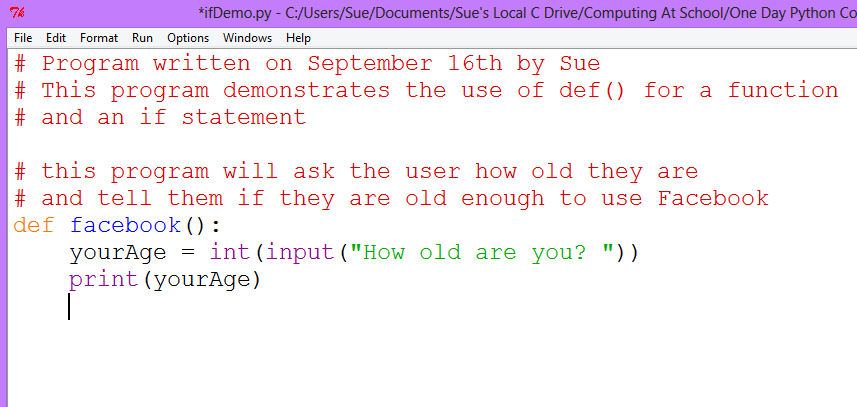 *ifDemo.py - C:/Users/Sue/Documents/Sue's Local C Drive/Computing At School/One Day Python Co
File Edit Format Run Options Windows Help
# Program written on September 16th by Sue
# This program demonstrates the use of def() for a function
# and an if statement
# this program will ask the user how old they are
# and tell them if they are old enough to use Facebook
def facebook():
    yourAge = int(input("How old are you? "))
    print(yourAge)